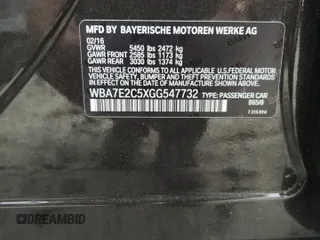 MFD BY BAYERISCHE MOTOREN WERKE AG
02/16
GVWR 5450 lbs 2472 kg
GAWR FRONT 2585 lbs 1173 kg
GAWR REAR 3030 lbs 1374 kg
THIS VEHICLE CONFORMS TO ALL APPLICABLE U.S. FEDERAL
MOTOR VEHICLE SAFETY, BUMPER, AND THEFT PREVENTION
STANDARDS IN EFFECT ON THE DATE OF MANUFACTURE SHOWN ABOVE.
WBA7E2C5XGG547732 TYPE: PASSENGER CAR
B65/8
© DREAMBID